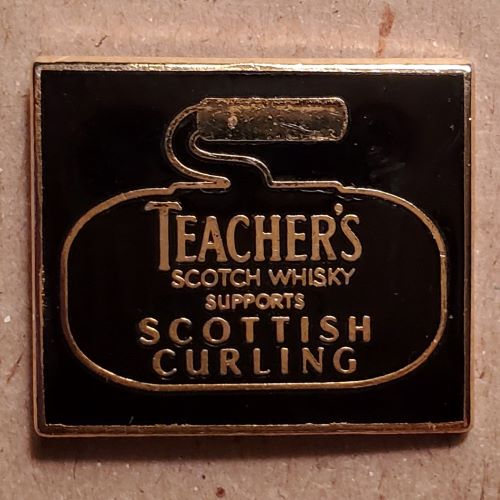 TEACHER'S
SCOTCH WHISKY
SUPPORTS
SCOTTISH
CURLING